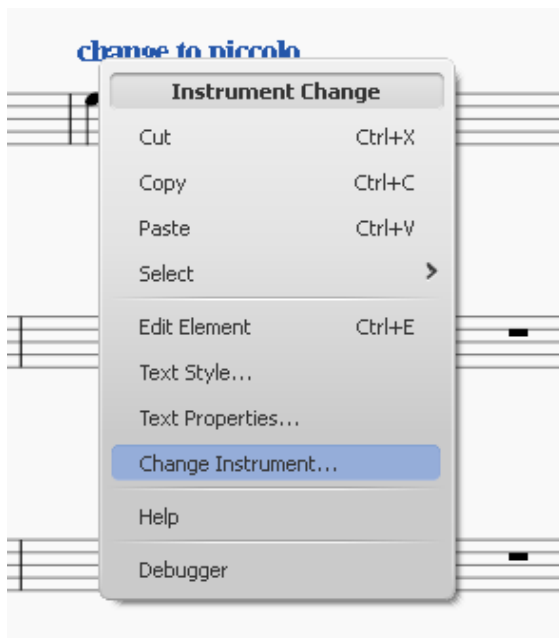 change to piccolo
Instrument Change
Cut Ctrl+X
Copy Ctrl+C
Paste Ctrl+V
Select
Edit Element Ctrl+E
Text Style...
Text Properties...
Change Instrument...
Help
Debugger